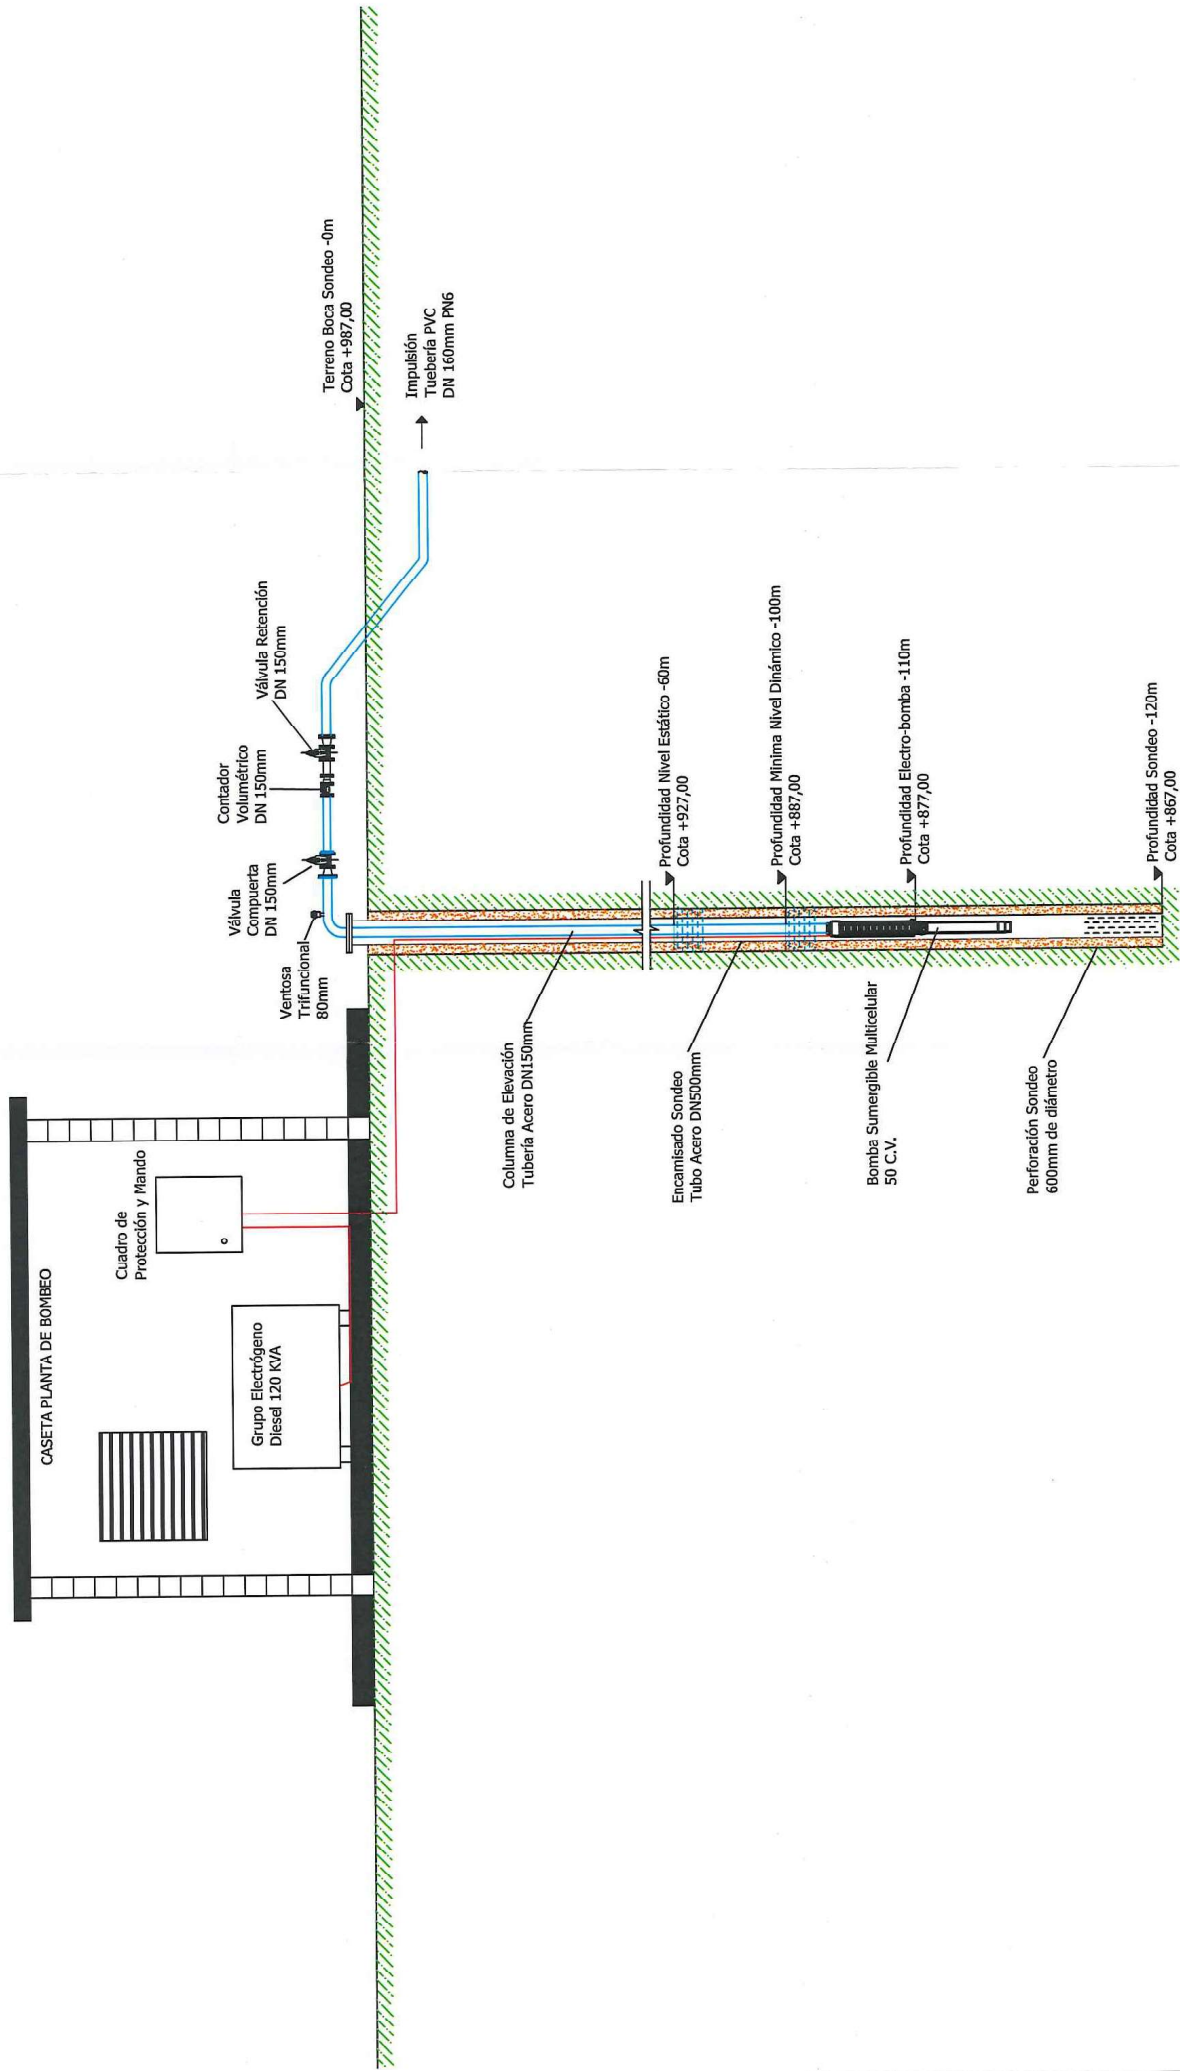 CASETA PLANTA DE BOMBEO
Cuadro de
Protección y Mando
Grupo Electrógeno
Diesel 120 KVA
Ventosa
Trifuncional
80mm
Válvula
Compuerta
DN 150mm
Contador
Volumétrico
DN 150mm
Válvula Retención
DN 150mm
Terreno Boca Sondeo -0m
Cota +987,00
Impulsión
Tuebería PVC
DN 160mm PN6
Columna de Elevación
Tubería Acero DN150mm
Profundidad Nivel Estático -60m
Cota +927,00
Encamisado Sondeo
Tubo Acero DN500mm
Profundidad Minima Nivel Dinámico -100m
Cota +887,00
Bomba Sumergible Multicelular
50 C.V.
Profundidad Electro-bomba -110m
Cota +877,00
Perforación Sondeo
600mm de diámetro
Profundidad Sondeo -120m
Cota +867,00